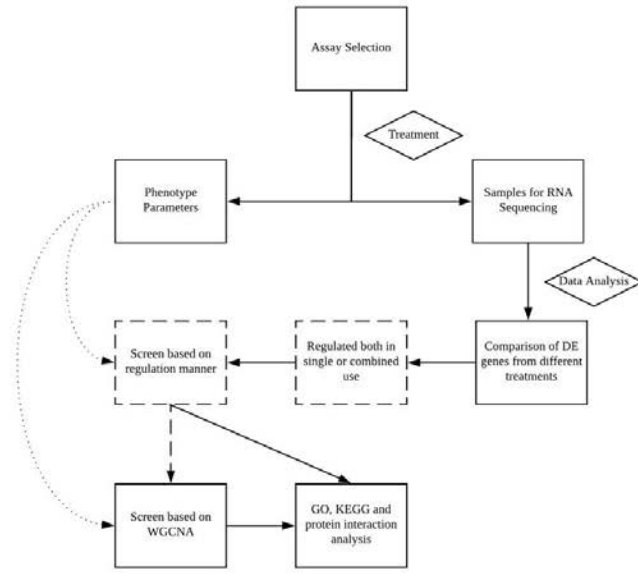 Assay Selection
Treatment
Phenotype
Parameters
Samples for RNA
Sequencing
Data Analysis
Screen based on
regulation manner
Regulated both in
single or combined
use
Comparison of DE
genes from different
treatments
Screen based on
WGCNA
GO, KEGG and
protein interaction
analysis